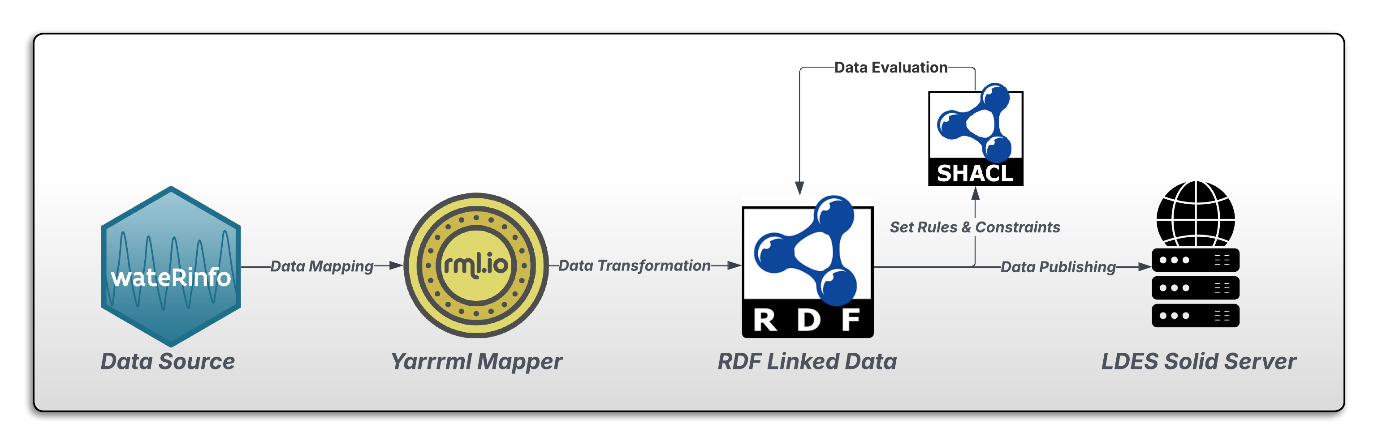 Data Evaluation
SHACL
Set Rules & Constraints
wateRinfo
Data Mapping
rml.io
Data Transformation
RDF
Data Publishing
Data Source
Yarrrml Mapper
RDF Linked Data
LDES Solid Server